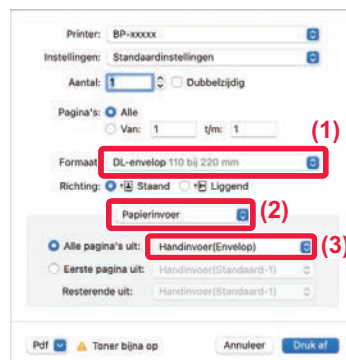 Printer: BP-xxxxx
Instellingen: Standaardinstellingen
Aantal: 1 Dubbelzijdig
Pagina's: Alle
Van: 1 t/m: 1
(1)
Formaat DL-envelop 110 bij 220 mm
Richting: Staand Liggend
Papierinvoer (2)
Alle pagina's uit: Handinvoer(Envelop) (3)
Eerste pagina uit: Handinvoer(Standaard-1)
Resterende uit: Handinvoer(Standaard-1)
Pdf Toner bijna op Annuleer Druk af